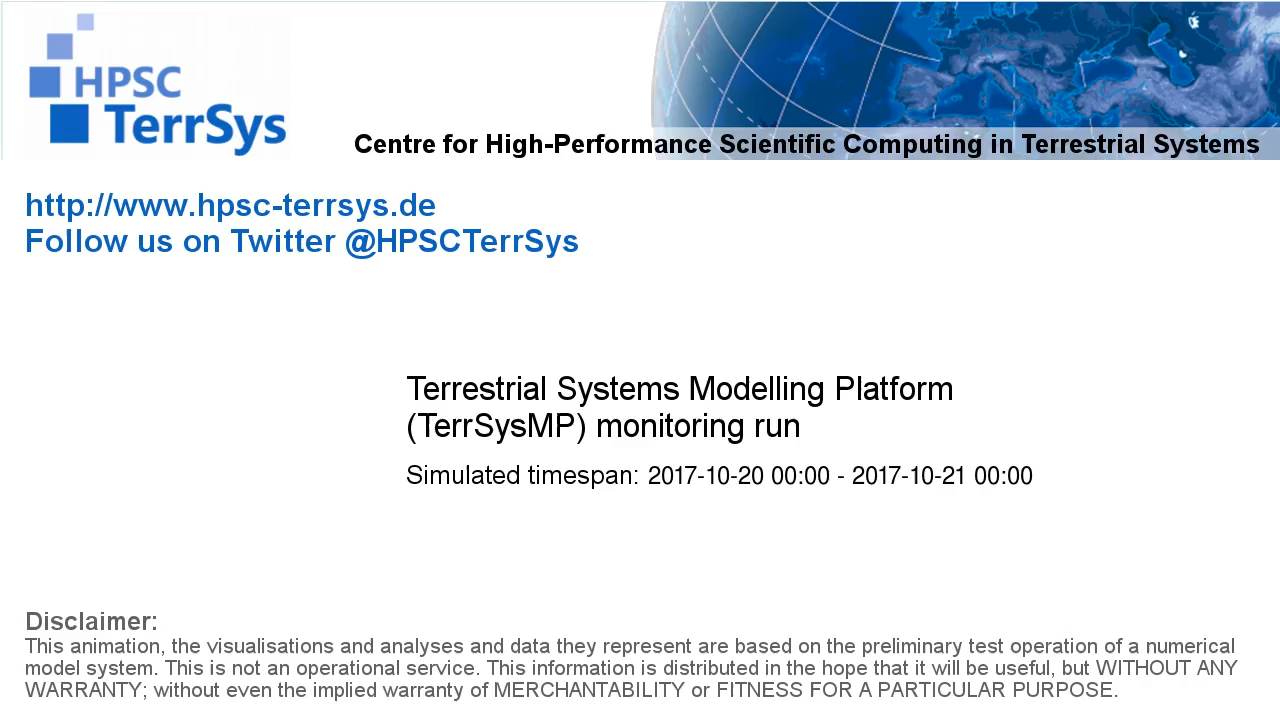 HPSC
TerrSys
Centre for High-Performance Scientific Computing in Terrestrial Systems
http://www.hpsc-terrsys.de
Follow us on Twitter @HPSCTerrSys
Terrestrial Systems Modelling Platform
(TerrSysMP) monitoring run
Simulated timespan: 2017-10-20 00:00 - 2017-10-21 00:00
Disclaimer:
This animation, the visualisations and analyses and data they represent are based on the preliminary test operation of a numerical
model system. This is not an operational service. This information is distributed in the hope that it will be useful, but WITHOUT ANY
WARRANTY; without even the implied warranty of MERCHANTABILITY or FITNESS FOR A PARTICULAR PURPOSE.